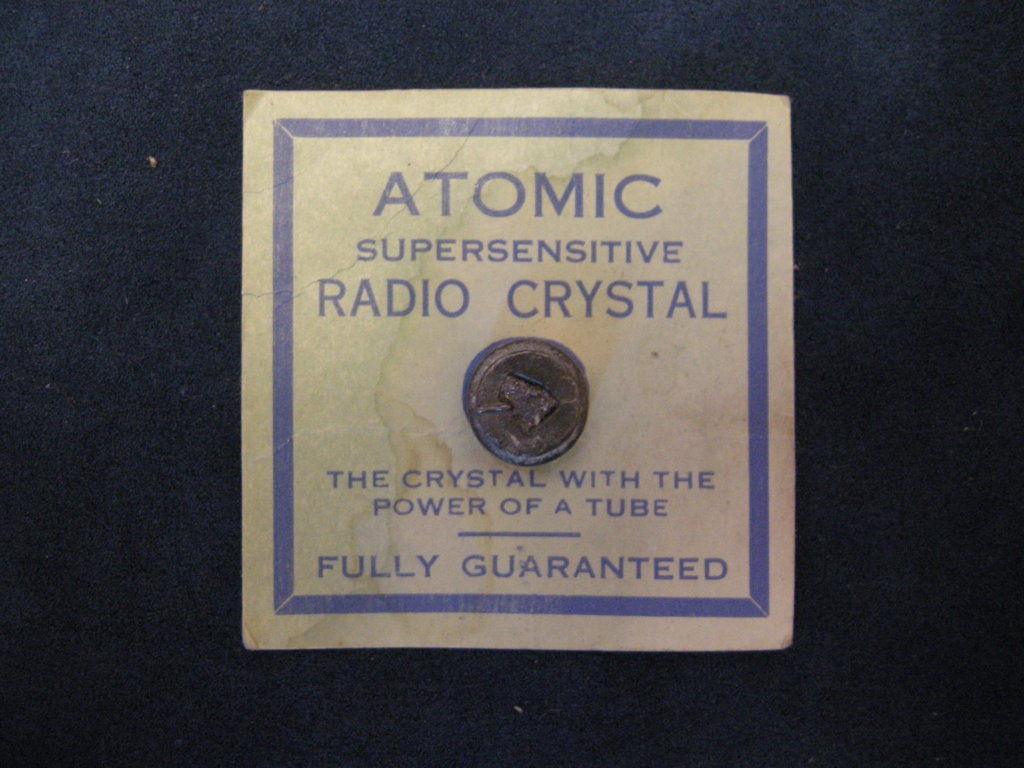 ATOMIC
SUPERSENSITIVE
RADIO CRYSTAL
THE CRYSTAL WITH THE
POWER OF A TUBE
FULLY GUARANTEED